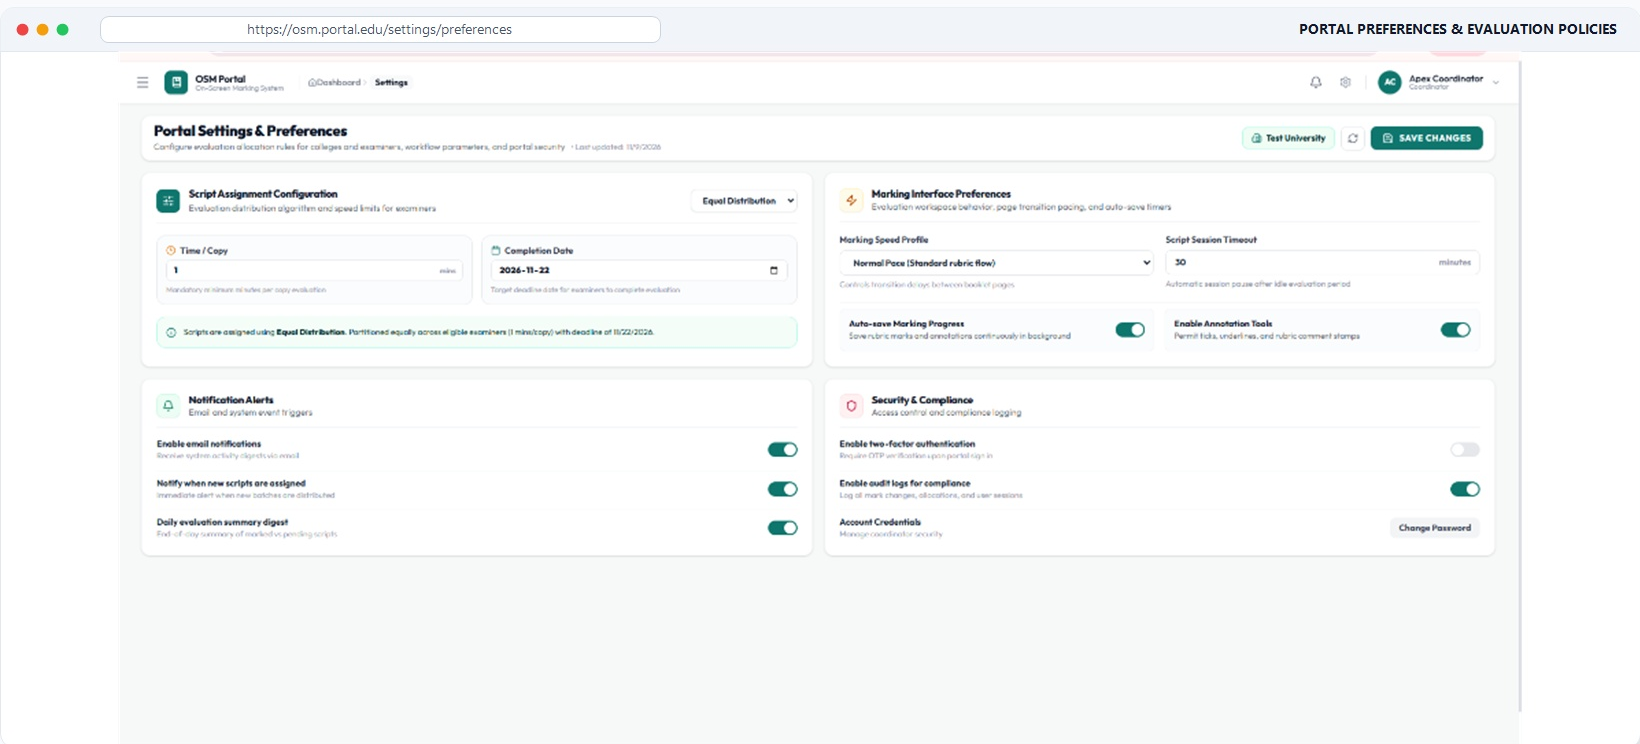 https://osm.portal.edu/settings/preferences
PORTAL PREFERENCES & EVALUATION POLICIES
OSM Portal
On-Screen Marking System
Dashboard
Settings
AC
Apex Coordinator
Coordinator
Portal Settings & Preferences
Configure evaluation allocation rules for colleges and examiners, workflow parameters, and portal security • Last updated: 11/9/2026
Test University
SAVE CHANGES
Script Assignment Configuration
Evaluation distribution algorithm and speed limits for examiners
Equal Distribution
Time / Copy
1
mins
Mandatory minimum minutes per copy evaluation
Completion Date
2026-11-22
Target deadline date for examiners to complete evaluation
Scripts are assigned using Equal Distribution. Partitioned equally across eligible examiners (1 mins/copy) with deadline of 11/22/2026.
Marking Interface Preferences
Evaluation workspace behavior, page transition pacing, and auto-save timers
Marking Speed Profile
Normal Pace (Standard rubric flow)
Controls transition delays between booklet pages
Script Session Timeout
30
minutes
Automatic session pause after idle evaluation period
Auto-save Marking Progress
Save rubric marks and annotations continuously in background
Enable Annotation Tools
Permit ticks, underlines, and rubric comment stamps
Notification Alerts
Email and system event triggers
Enable email notifications
Receive system activity digests via email
Notify when new scripts are assigned
Immediate alert when new batches are distributed
Daily evaluation summary digest
End-of-day summary of marked vs pending scripts
Security & Compliance
Access control and compliance logging
Enable two-factor authentication
Require OTP verification upon portal sign in
Enable audit logs for compliance
Log all mark changes, allocations, and user sessions
Account Credentials
Manage coordinator security
Change Password